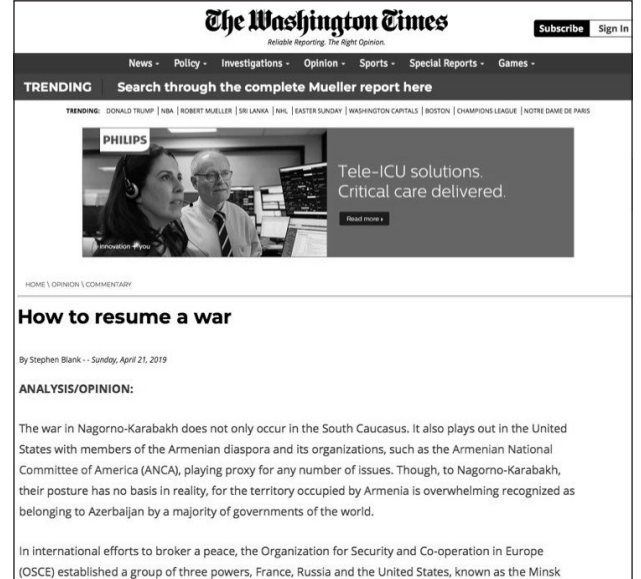 The Washington Times
Reliable Reporting. The Right Opinion.
Subscribe Sign In
News Policy Investigations Opinion Sports Special Reports Games
TRENDING Search through the complete Mueller report here
TRENDING: DONALD TRUMP | NBA | ROBERT MUELLER | SRI LANKA | NHL | EASTER SUNDAY | WASHINGTON CAPITALS | BOSTON | CHAMPIONS LEAGUE | NOTRE DAME DE PARIS
PHILIPS
Tele-ICU solutions.
Critical care delivered.
Read more
innovation + you
HOME \ OPINION \ COMMENTARY
How to resume a war
By Stephen Blank - - Sunday, April 21, 2019
ANALYSIS/OPINION:
The war in Nagorno-Karabakh does not only occur in the South Caucasus. It also plays out in the United
States with members of the Armenian diaspora and its organizations, such as the Armenian National
Committee of America (ANCA), playing proxy for any number of issues. Though, to Nagorno-Karabakh,
their posture has no basis in reality, for the territory occupied by Armenia is overwhelming recognized as
belonging to Azerbaijan by a majority of governments of the world.
In international efforts to broker a peace, the Organization for Security and Co-operation in Europe
(OSCE) established a group of three powers, France, Russia and the United States, known as the Minsk